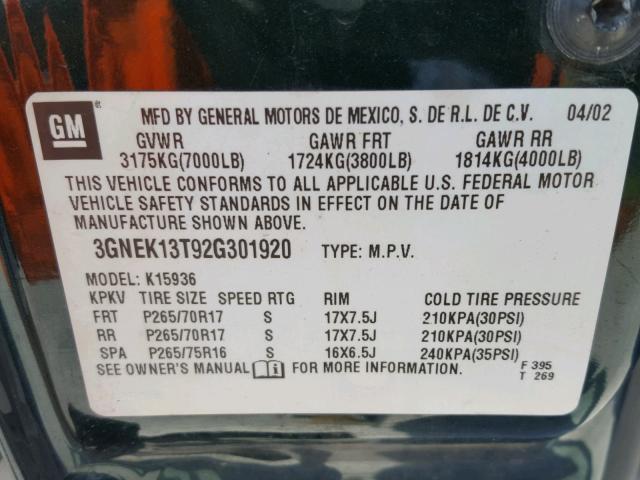 GM ® MFD BY GENERAL MOTORS DE MEXICO, S. DE R.L. DE C.V. 04/02
GVWR GAWR FRT GAWR RR
3175KG(7000LB) 1724KG(3800LB) 1814KG(4000LB)
THIS VEHICLE CONFORMS TO ALL APPLICABLE U.S. FEDERAL MOTOR
VEHICLE SAFETY STANDARDS IN EFFECT ON THE DATE OF
MANUFACTURE SHOWN ABOVE.
3GNEK13T92G301920 TYPE: M.P.V.
MODEL: K15936
KPKV TIRE SIZE SPEED RTG RIM COLD TIRE PRESSURE
FRT P265/70R17 S 17X7.5J 210KPA(30PSI)
RR P265/70R17 S 17X7.5J 210KPA(30PSI)
SPA P265/75R16 S 16X6.5J 240KPA(35PSI)
SEE OWNER'S MANUAL FOR MORE INFORMATION. F 395
T 269